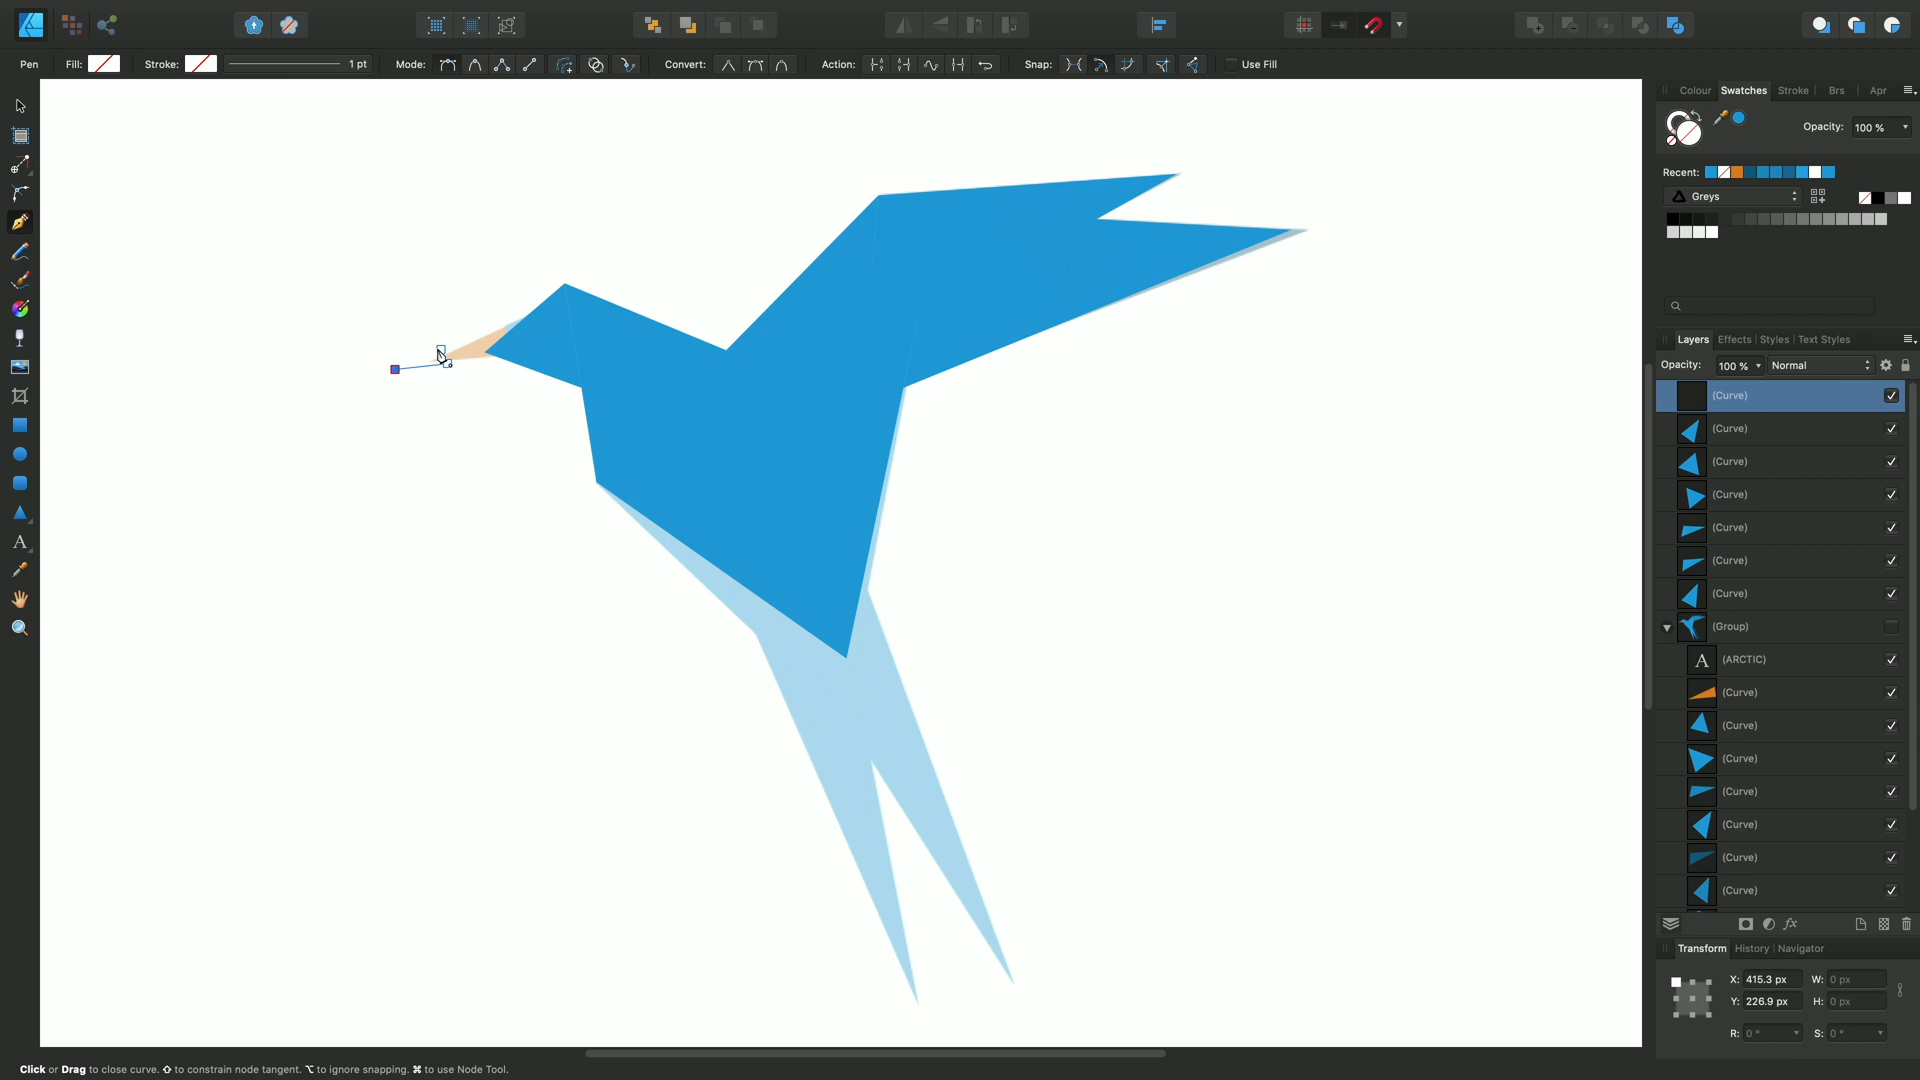 Pen
Fill:
Stroke:
1 pt
Mode:
Convert:
Action:
Snap:
Use Fill
Colour
Swatches
Stroke
Brs
Apr
Opacity:
100 %
Recent:
Greys
Layers
Effects
Styles
Text Styles
Opacity:
100 %
Normal
(Curve)
(Curve)
(Curve)
(Curve)
(Curve)
(Curve)
(Curve)
(Group)
A
(ARCTIC)
(Curve)
(Curve)
(Curve)
(Curve)
(Curve)
(Curve)
(Curve)
fx
Transform
History
Navigator
X: 415.3 px
W: 0 px
Y: 226.9 px
H: 0 px
R: 0 °
S: 0 °
A
Click or Drag to close curve. ⇧ to constrain node tangent. ⌥ to ignore snapping. ⌘ to use Node Tool.